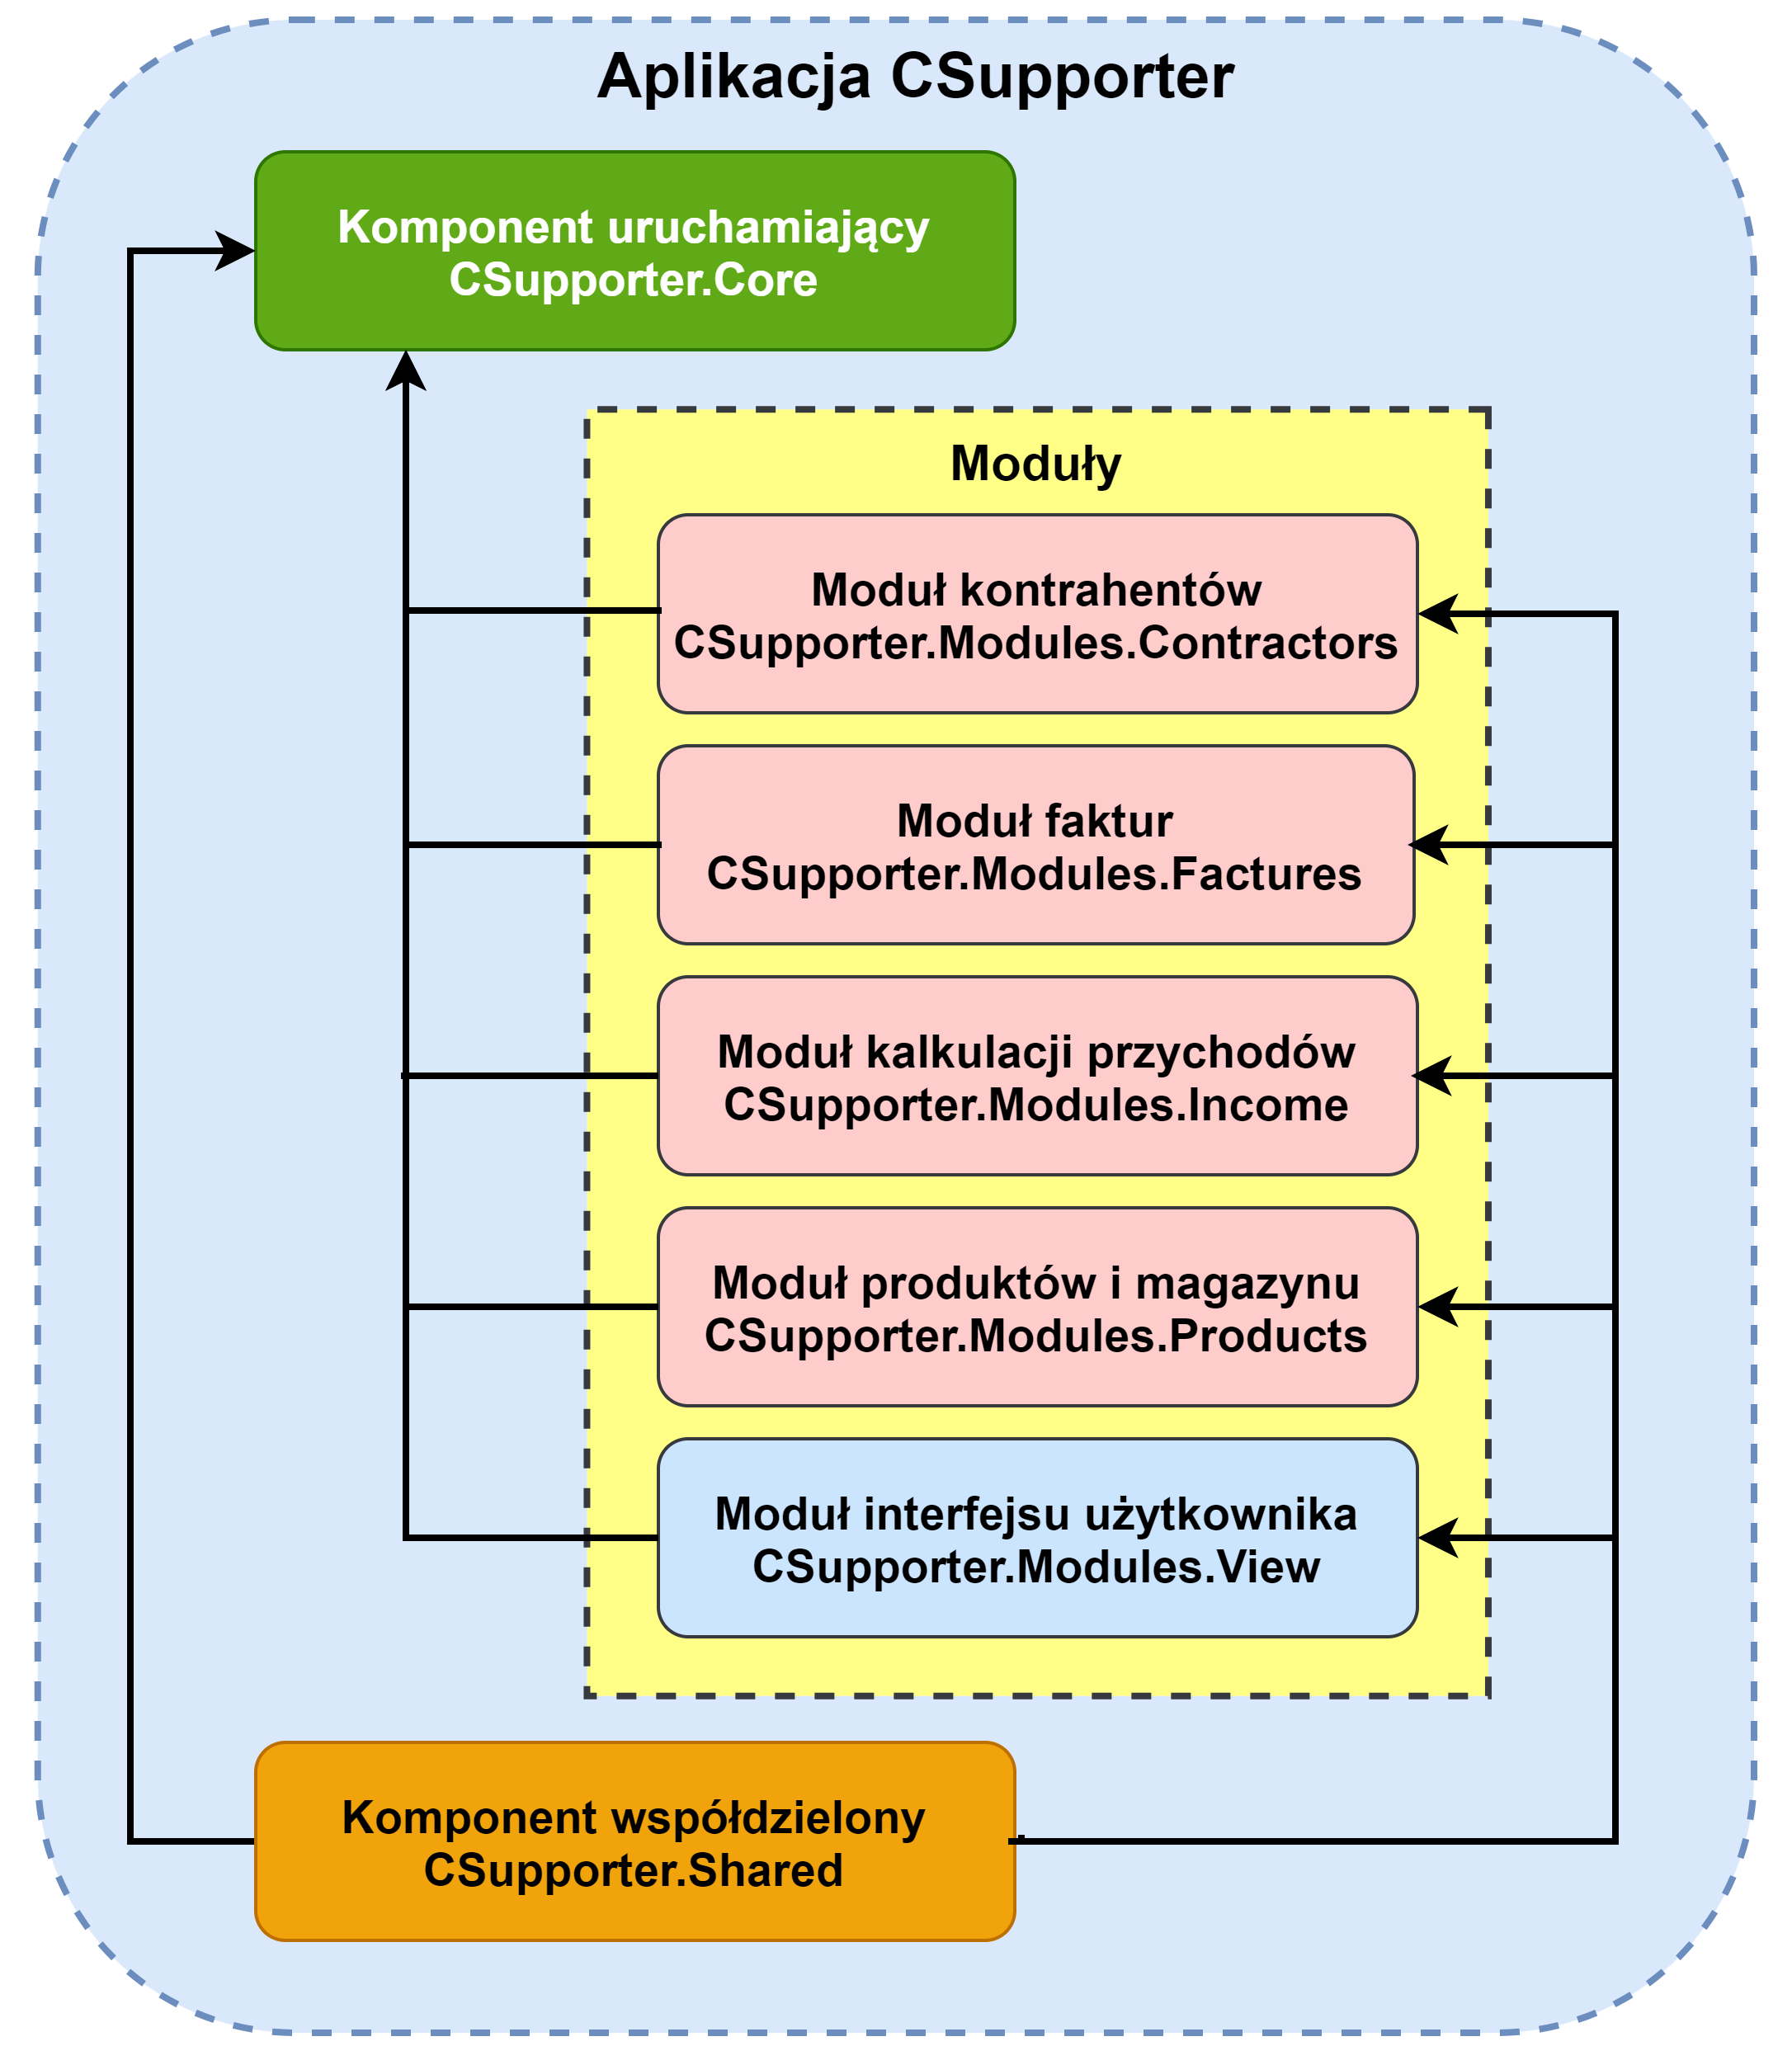 Aplikacja CSupporter
Komponent uruchamiający
CSupporter.Core
Moduły
Moduł kontrahentów
CSupporter.Modules.Contractors
Moduł faktur
CSupporter.Modules.Factures
Moduł kalkulacji przychodów
CSupporter.Modules.Income
Moduł produktów i magazynu
CSupporter.Modules.Products
Moduł interfejsu użytkownika
CSupporter.Modules.View
Komponent współdzielony
CSupporter.Shared